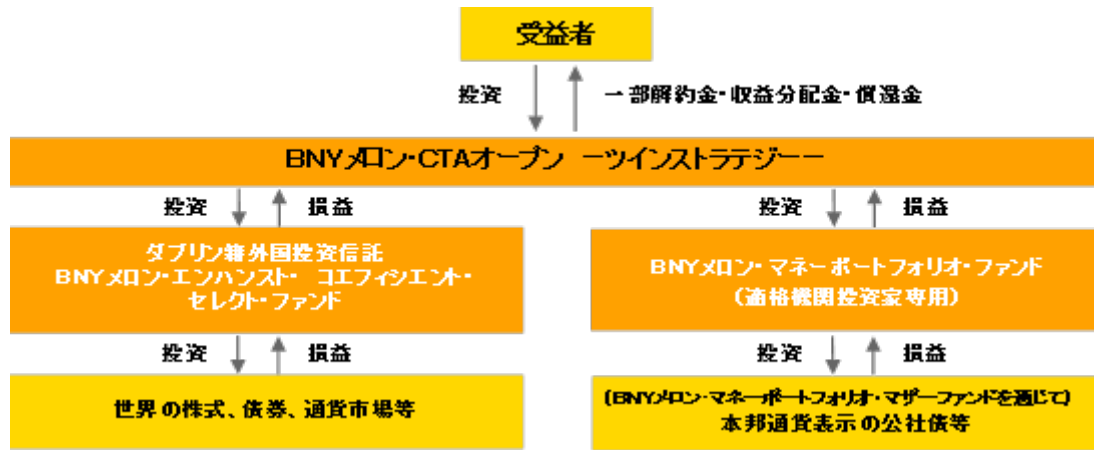 受益者
投資
一部解約金・収益分配金・償還金
BNYメロン・CTAオープン ーツインストラテジーー
投資 損益
投資 損益
ダブリン籍外国投資信託
BNYメロン・エンハンスト・ コエフィシエント・
セレクト・ファンド
BNYメロン・マネーポートフォリオ・ファンド
(適格機関投資家専用)
投資 損益
投資 損益
世界の株式、債券、通貨市場等
(BNYメロン・マネーポートフォリオ・マザーファンドを通じて)
本邦通貨表示の公社債等